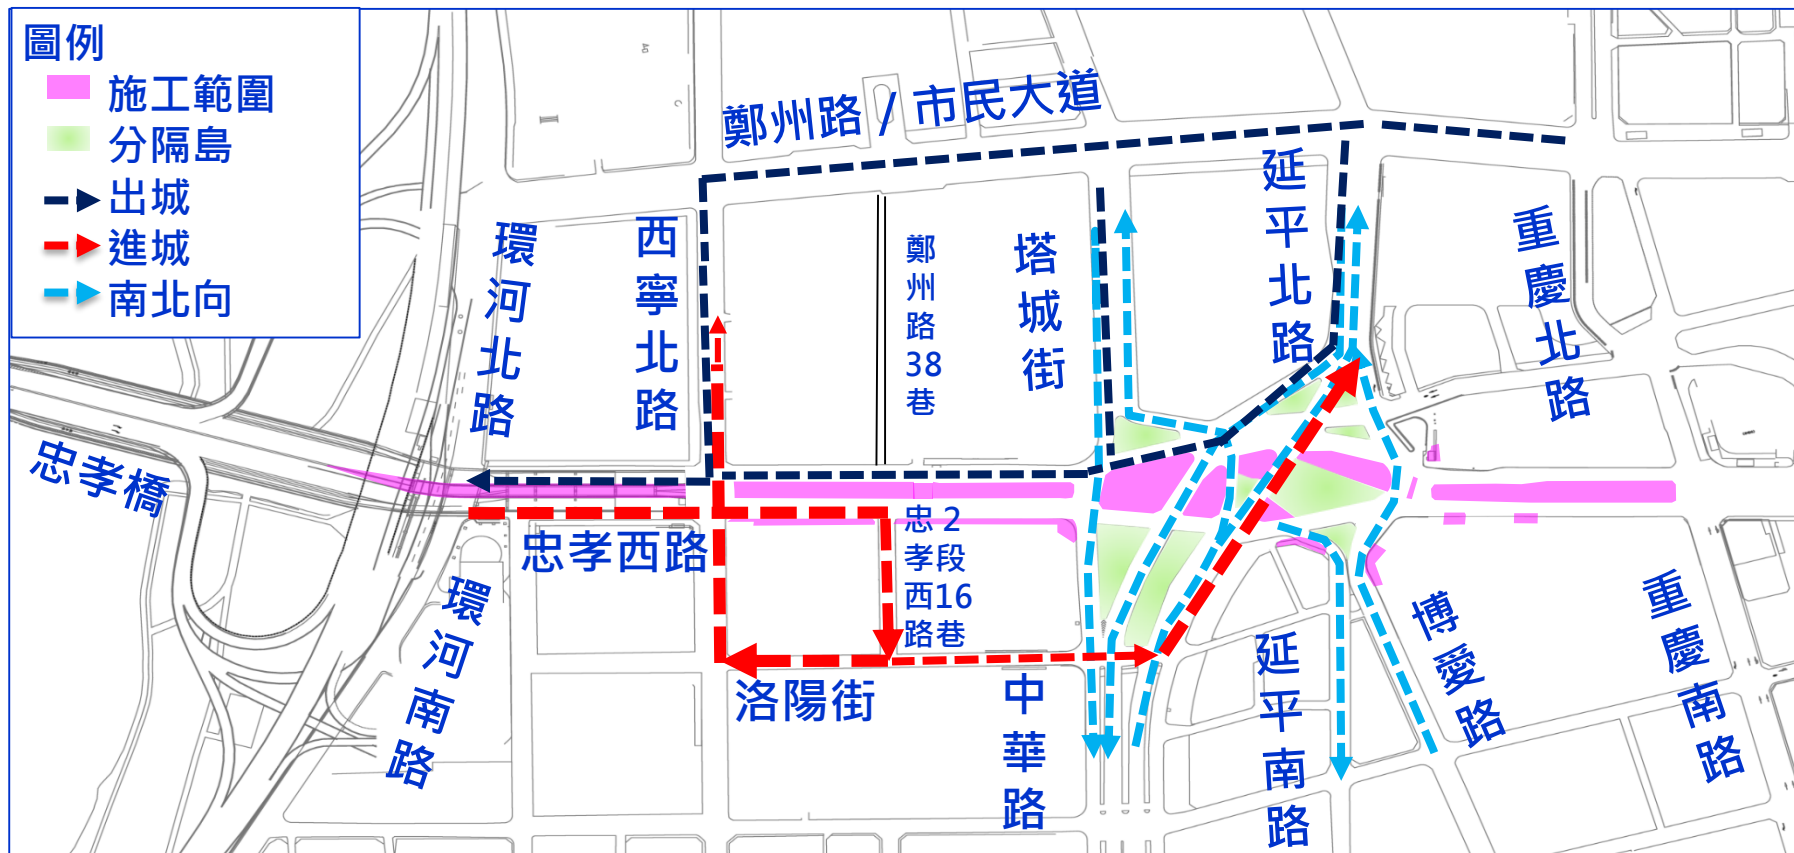 圖例
施工範圍
分隔島
出城
進城
南北向
鄭州路 / 市民大道
環河北路
西寧北路
鄭州路38巷
塔城街
延平北路
重慶北路
忠孝橋
忠孝西路
忠 2
孝段
西16
路巷
環河南路
洛陽街
中華路
延平南路
博愛路
重慶南路